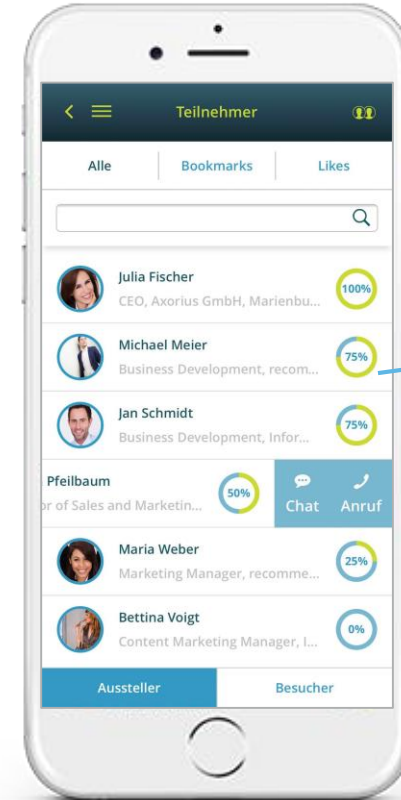 Teilnehmer
Alle Bookmarks Likes
Julia Fischer
CEO, Axorius GmbH, Marienbu...
100%
Michael Meier
Business Development, recom...
75%
Jan Schmidt
Business Development, Infor...
75%
Pfeilbaum
or of Sales and Marketin...
50%
Chat Anruf
Maria Weber
Marketing Manager, recomme...
25%
Bettina Voigt
Content Marketing Manager, I...
0%
Aussteller Besucher